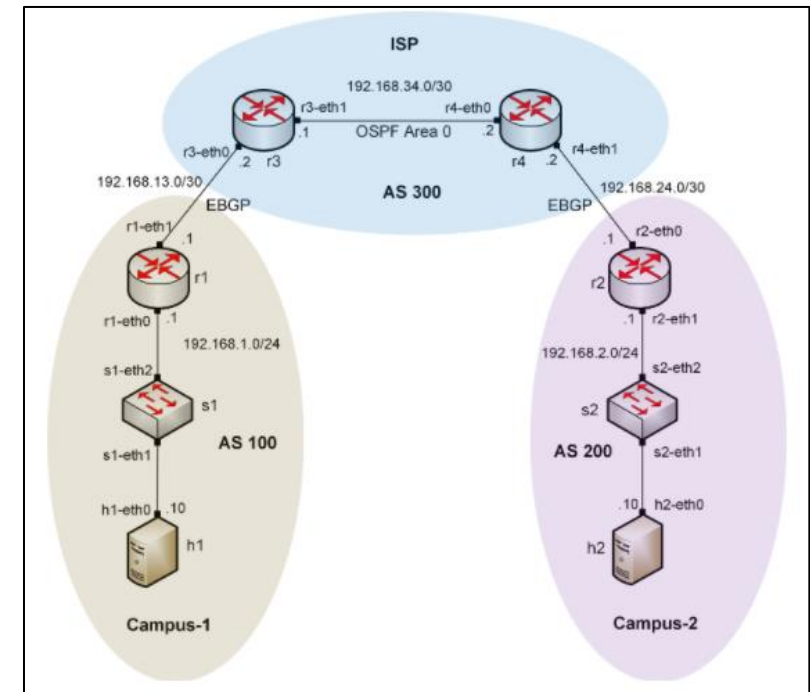 ISP
192.168.34.0/30
r3-eth1
r4-eth0
.1
OSPF Area 0
.2
r3-eth0
.2
r3
r4
.2
r4-eth1
192.168.13.0/30
AS 300
192.168.24.0/30
EBGP
EBGP
r1-eth1
.1
.1
r2-eth0
r1
r2
r1-eth0
.1
.1
r2-eth1
192.168.1.0/24
192.168.2.0/24
s1-eth2
s2-eth2
s1
s2
AS 100
AS 200
s1-eth1
s2-eth1
h1-eth0
.10
.10
h2-eth0
h1
h2
Campus-1
Campus-2